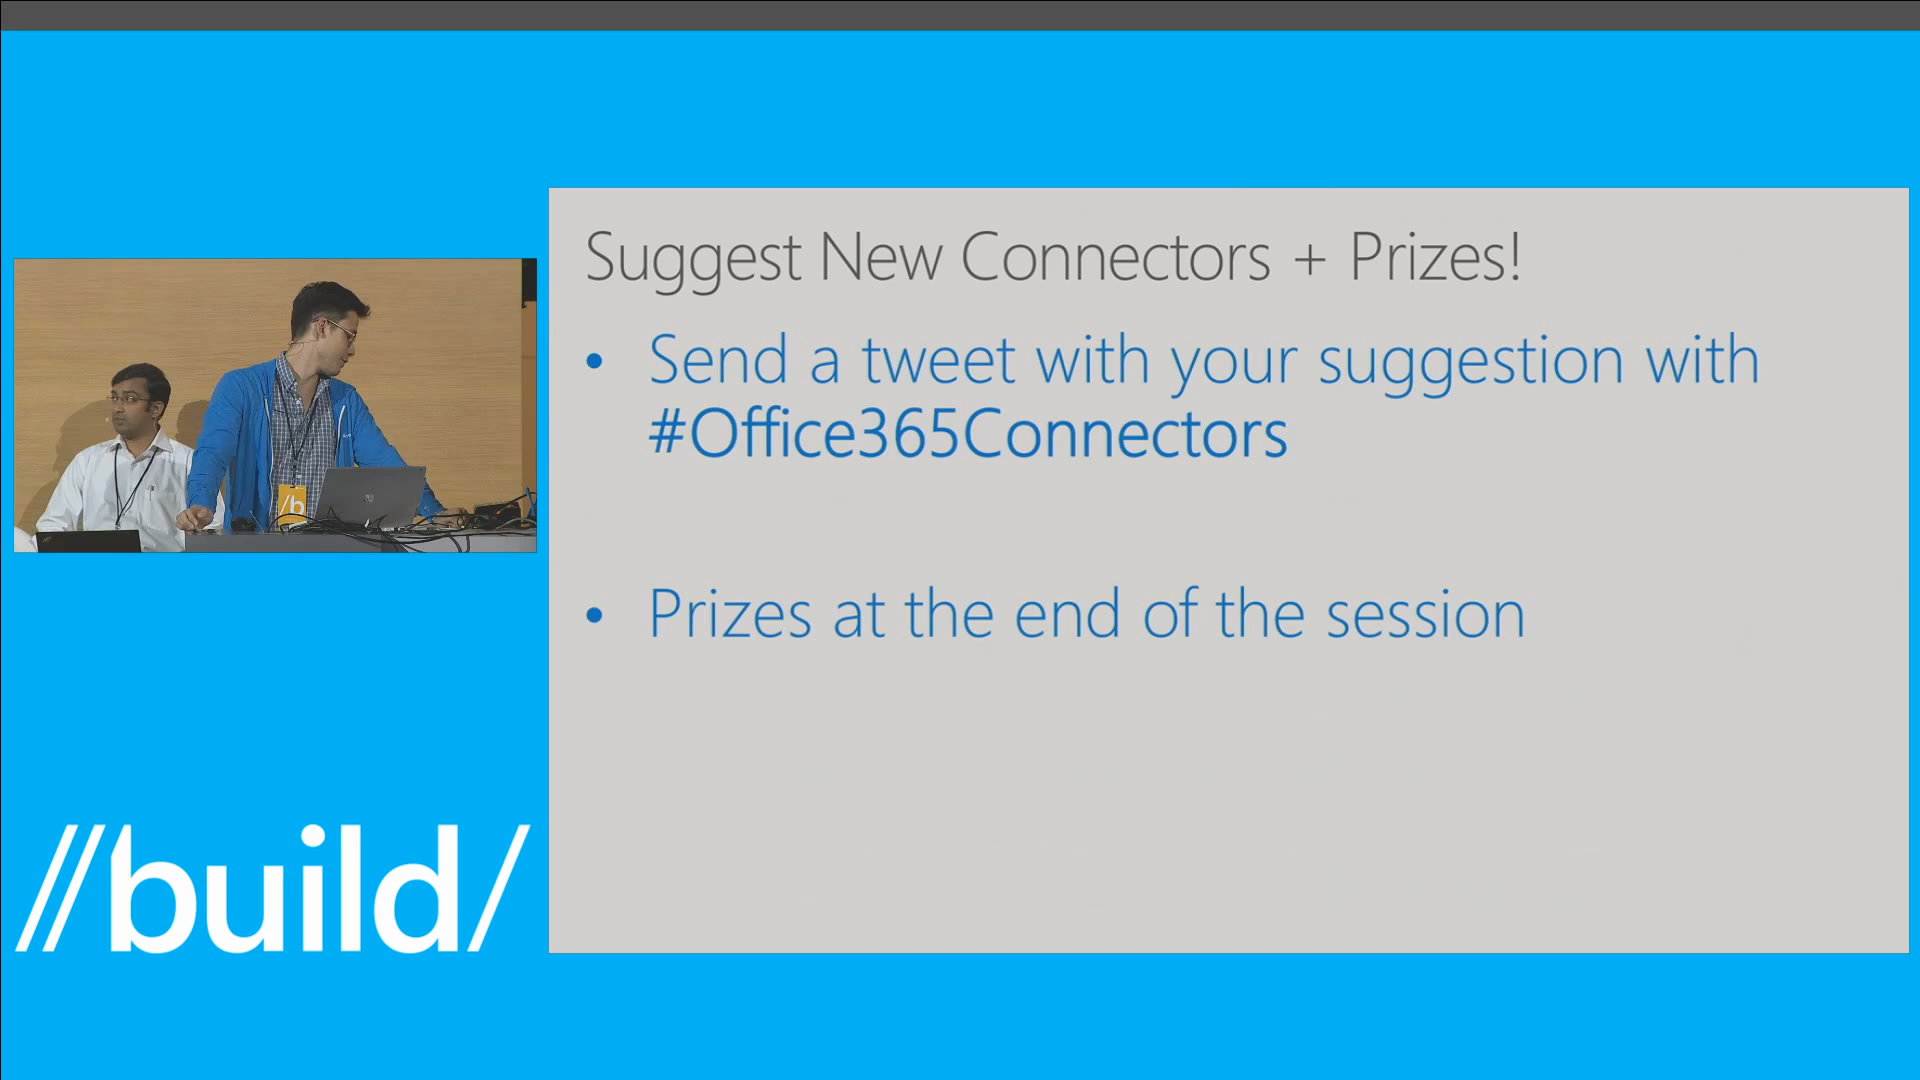 Suggest New Connectors + Prizes!
• Send a tweet with your suggestion with
#Office365Connectors
• Prizes at the end of the session
/b
//build/